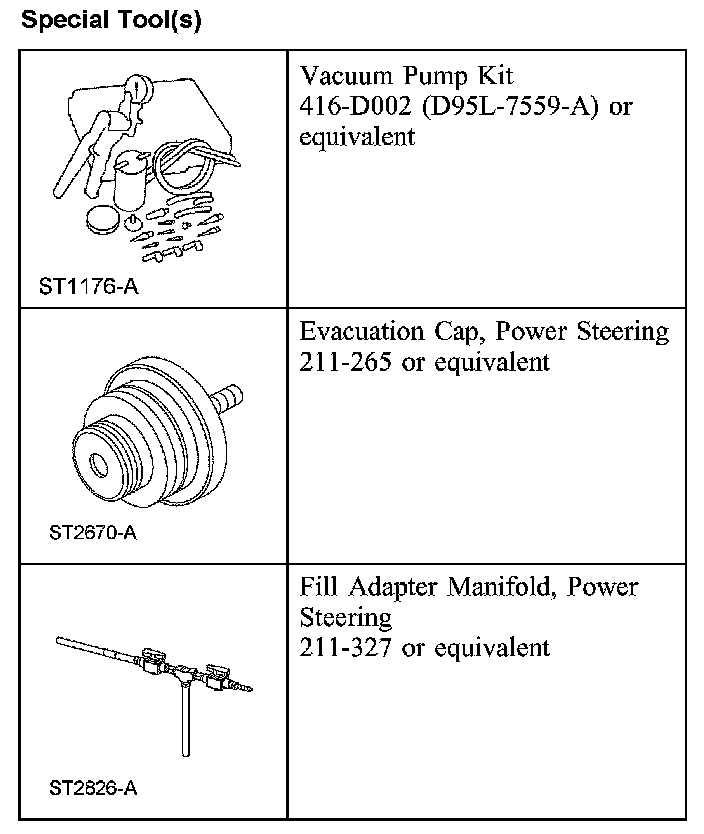 Special Tool(s)
Vacuum Pump Kit
416-D002 (D95L-7559-A) or
equivalent
ST1176-A
Evacuation Cap, Power Steering
211-265 or equivalent
ST2670-A
Fill Adapter Manifold, Power
Steering
211-327 or equivalent
ST2826-A